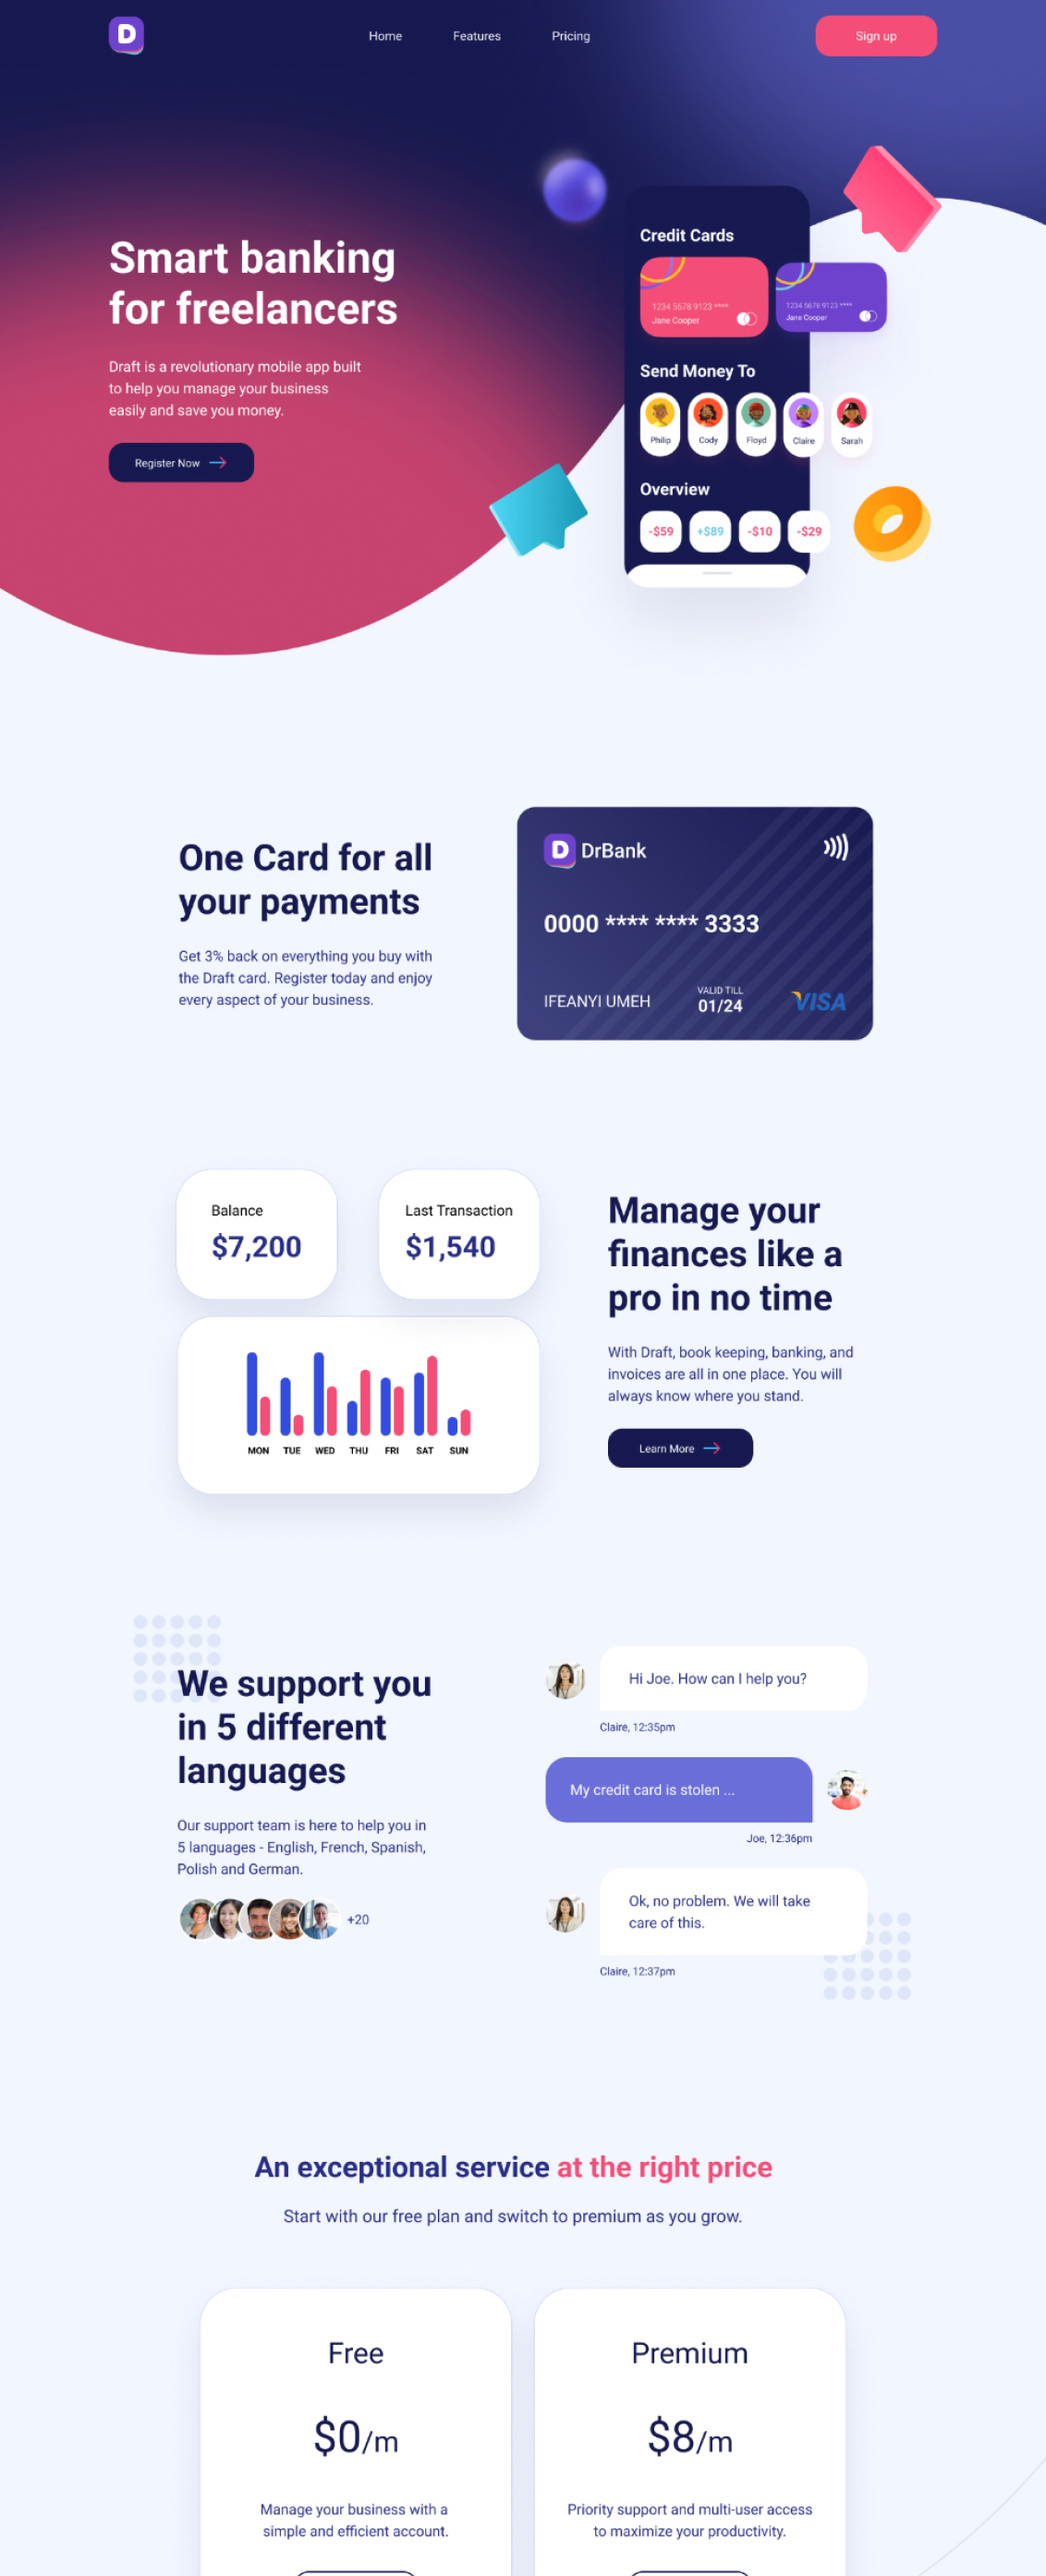 D
Home
Features
Pricing
Sign up
Smart banking
for freelancers
Draft is a revolutionary mobile app built
to help you manage your business
easily and save you money.
Register Now
Credit Cards
1234 5678 9123 ****
Jane Cooper
1234 5678 9123 ****
Jane Cooper
Send Money To
Philip
Cody
Floyd
Claire
Sarah
Overview
-$59
+$89
-$10
-$29
One Card for all
your payments
Get 3% back on everything you buy with
the Draft card. Register today and enjoy
every aspect of your business.
D DrBank
0000 **** **** 3333
IFEANYI UMEH
VALID TILL
01/24
VISA
Balance
$7,200
Last Transaction
$1,540
MON TUE WED THU FRI SAT SUN
Manage your
finances like a
pro in no time
With Draft, book keeping, banking, and
invoices are all in one place. You will
always know where you stand.
Learn More
We support you
in 5 different
languages
Our support team is here to help you in
5 languages - English, French, Spanish,
Polish and German.
+20
Hi Joe. How can I help you?
Claire, 12:35pm
My credit card is stolen ...
Joe, 12:36pm
Ok, no problem. We will take
care of this.
Claire, 12:37pm
An exceptional service at the right price
Start with our free plan and switch to premium as you grow.
Free
$0/m
Manage your business with a
simple and efficient account.
Premium
$8/m
Priority support and multi-user access
to maximize your productivity.